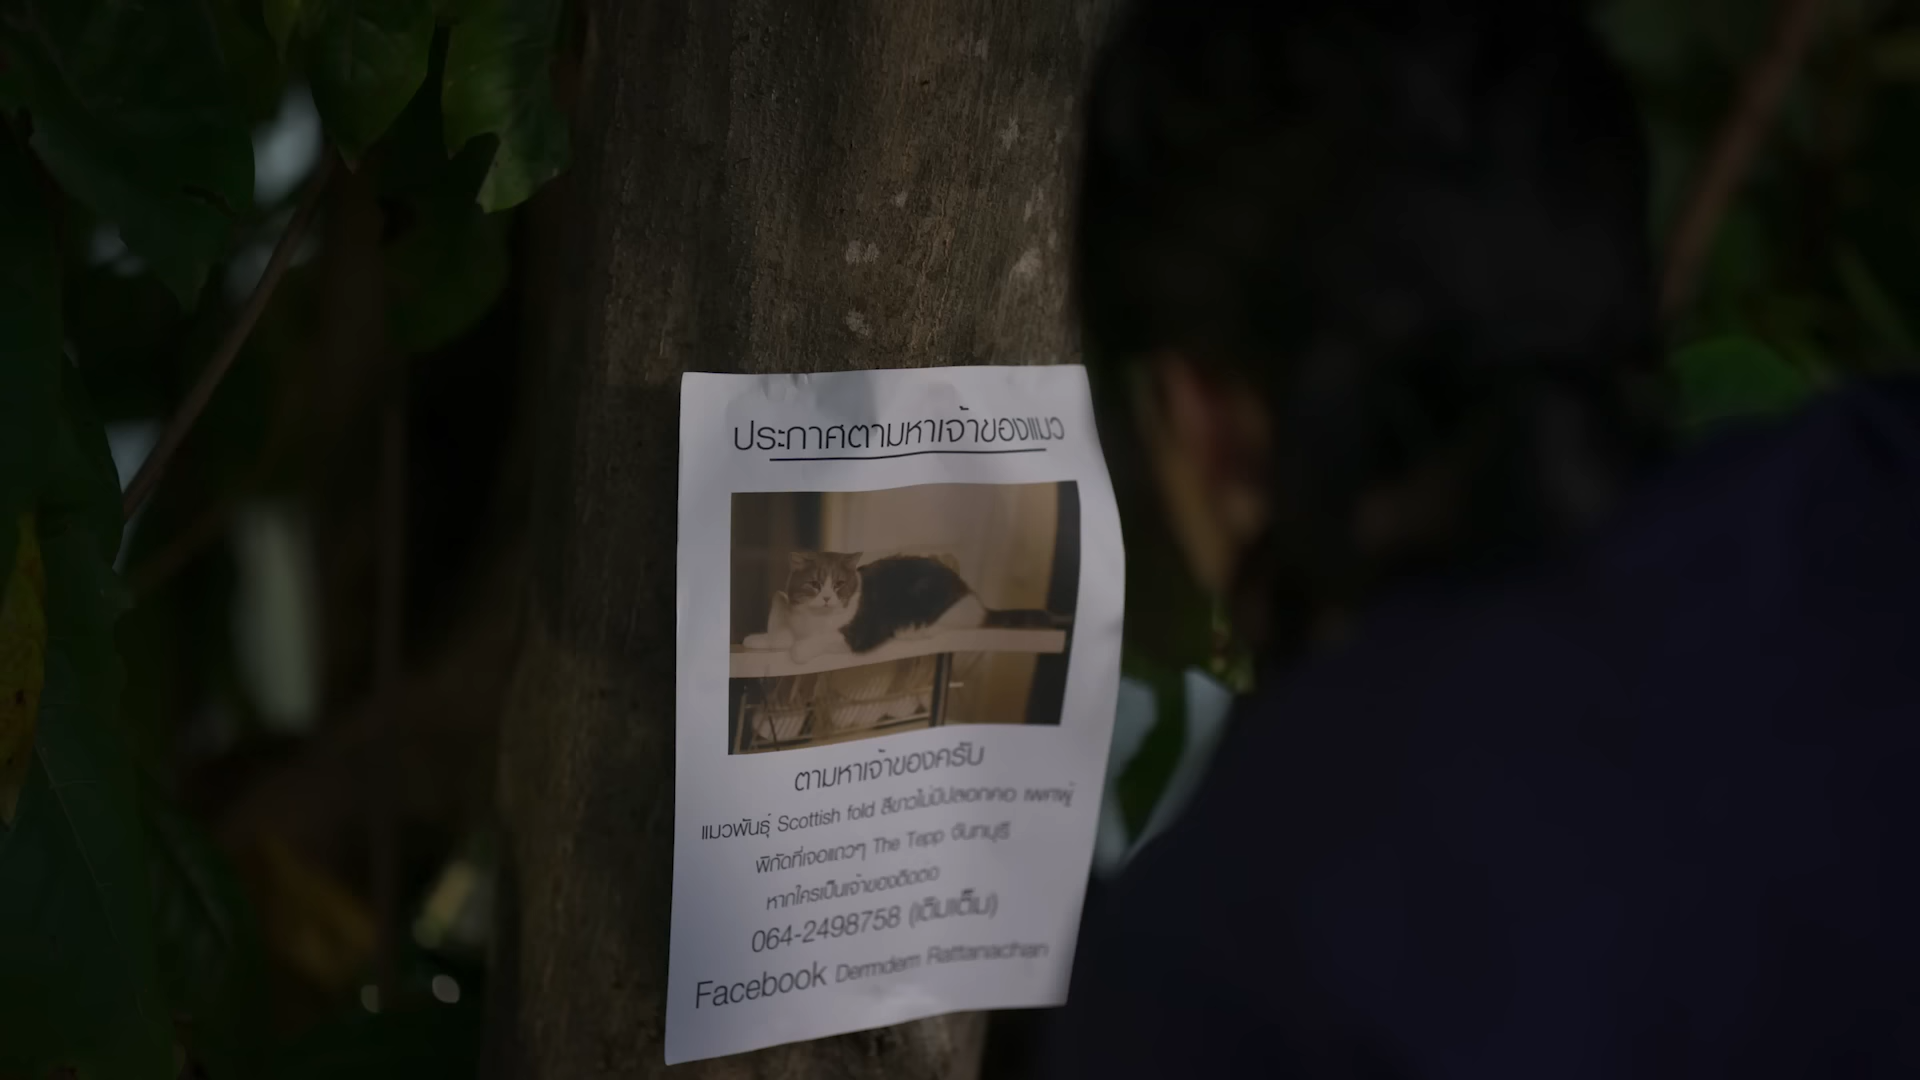 ประกาศตามหาเจ้าของแมว
ตามหาเจ้าของครับ
แมวพันธุ์ Scottish fold สีขาวไม่มีปลอกคอ เพศผู้
พิกัดที่เจอแถวๆ The Tepp จันทบุรี
หากใครเป็นเจ้าของติดต่อ
064-2498758 (เติมเต็ม)
Facebook Dermdem Rattanachan